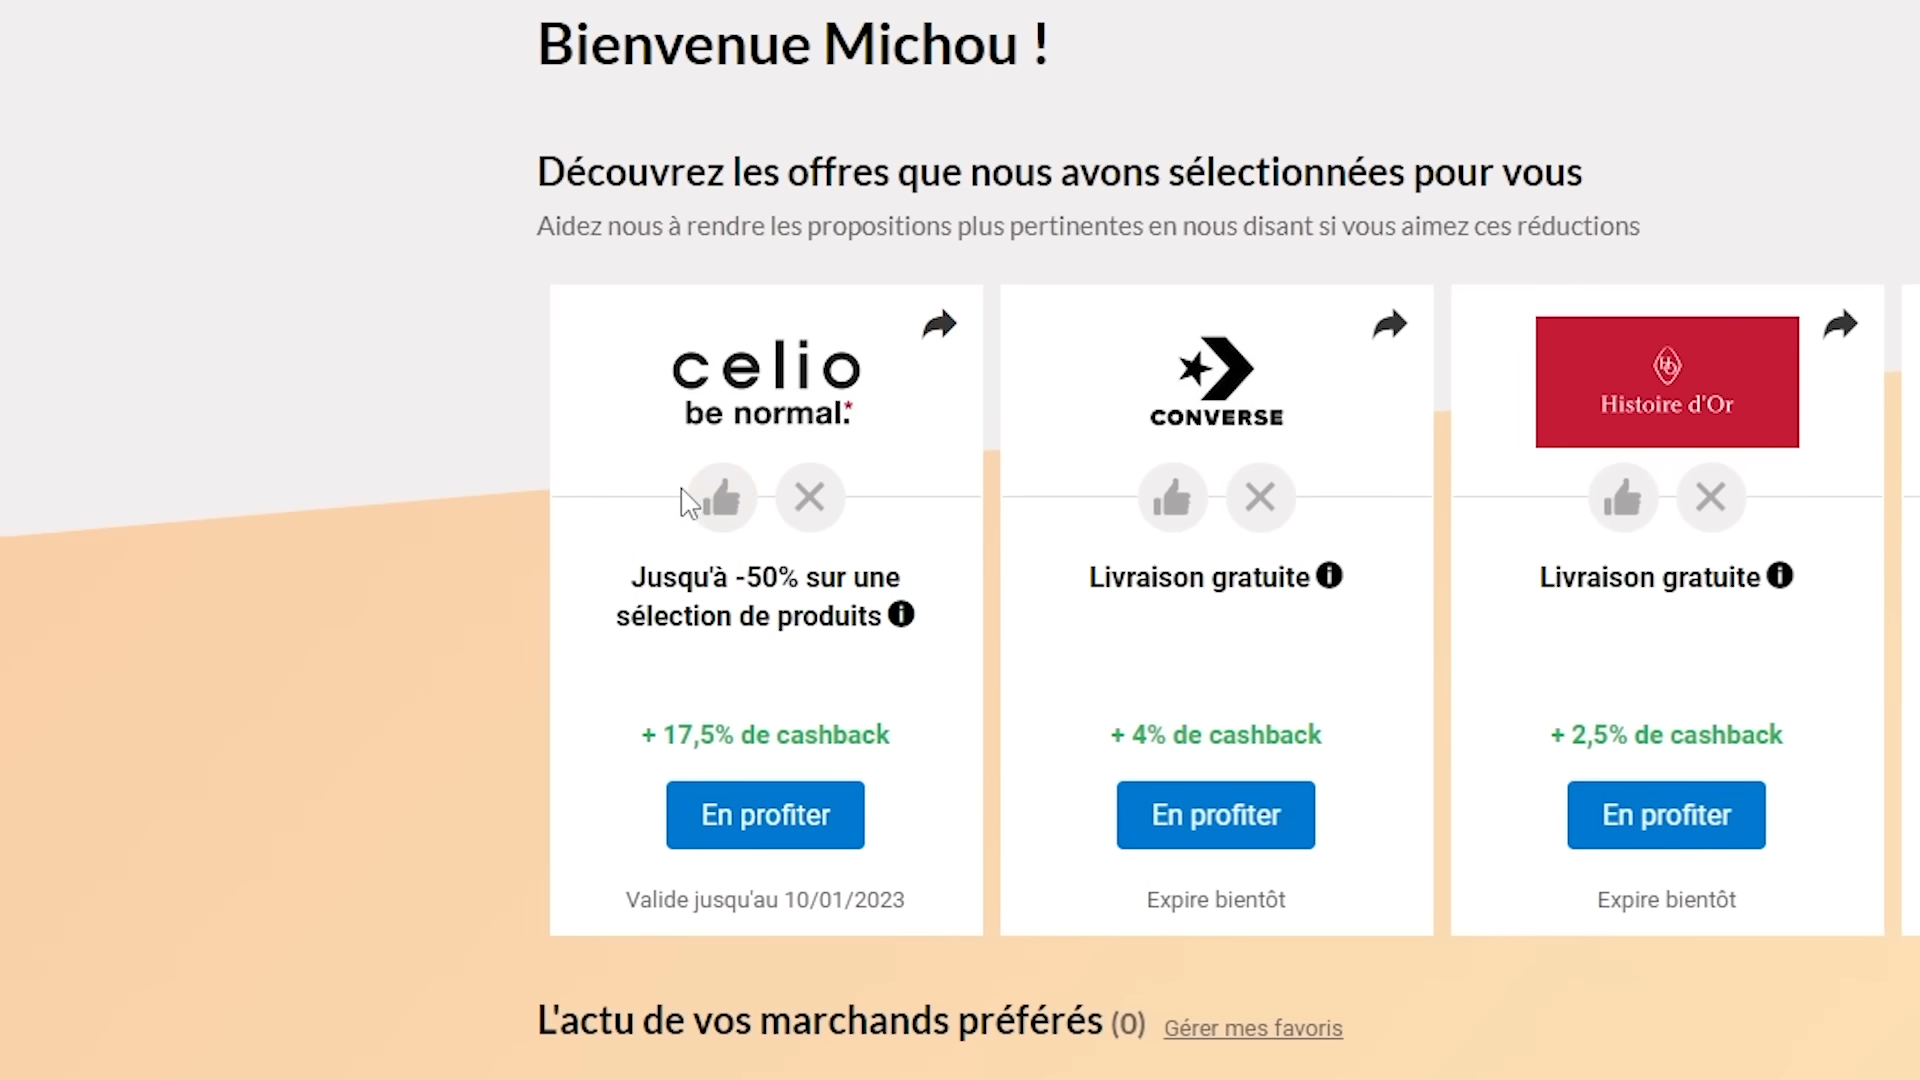 Bienvenue Michou !
Découvrez les offres que nous avons sélectionnées pour vous
Aidez nous à rendre les propositions plus pertinentes en nous disant si vous aimez ces réductions
celio
be normal.*
Jusqu'à -50% sur une
sélection de produits
+ 17,5% de cashback
En profiter
Valide jusqu'au 10/01/2023
CONVERSE
Livraison gratuite
+ 4% de cashback
En profiter
Expire bientôt
HO
Histoire d'Or
Livraison gratuite
+ 2,5% de cashback
En profiter
Expire bientôt
L'actu de vos marchands préférés (0) Gérer mes favoris